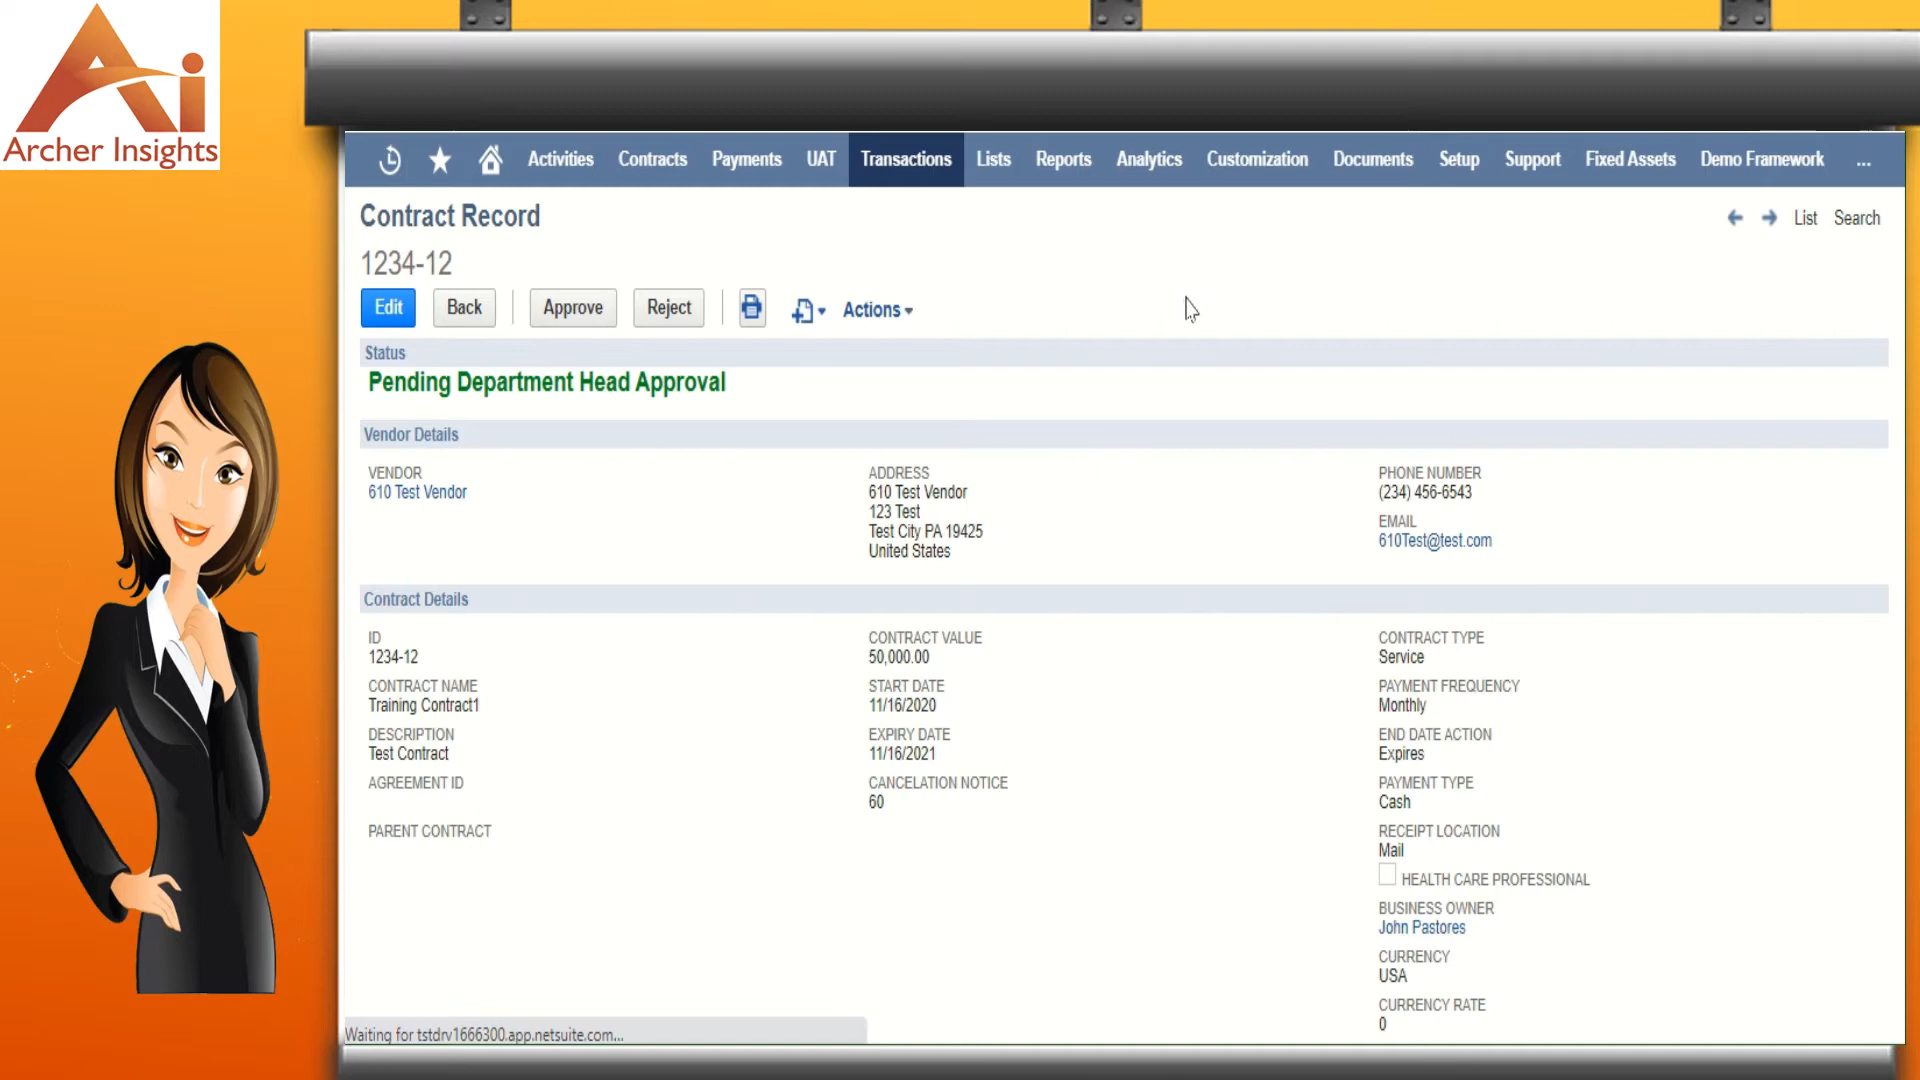 Ai
Archer Insights
Activities Contracts Payments UAT Transactions Lists Reports Analytics Customization Documents Setup Support Fixed Assets Demo Framework ...
Contract Record
List Search
1234-12
Edit Back Approve Reject Actions
Status
Pending Department Head Approval
Vendor Details
VENDOR
610 Test Vendor
ADDRESS
610 Test Vendor
123 Test
Test City PA 19425
United States
PHONE NUMBER
(234) 456-6543
EMAIL
610Test@test.com
Contract Details
ID
1234-12
CONTRACT NAME
Training Contract1
DESCRIPTION
Test Contract
AGREEMENT ID
PARENT CONTRACT
CONTRACT VALUE
50,000.00
START DATE
11/16/2020
EXPIRY DATE
11/16/2021
CANCELATION NOTICE
60
CONTRACT TYPE
Service
PAYMENT FREQUENCY
Monthly
END DATE ACTION
Expires
PAYMENT TYPE
Cash
RECEIPT LOCATION
Mail
HEALTH CARE PROFESSIONAL
BUSINESS OWNER
John Pastores
CURRENCY
USA
CURRENCY RATE
0
Waiting for tstdrv1666300.app.netsuite.com...